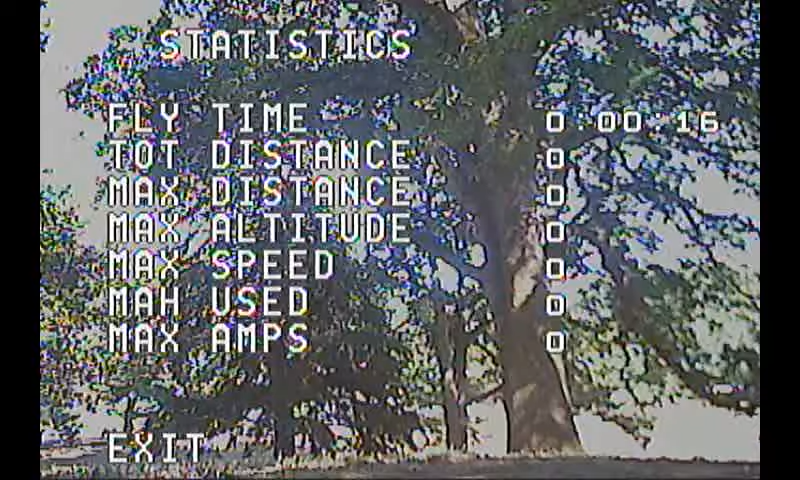 STATISTICS
FLY TIME 0:00:16
TOT DISTANCE 0
MAX DISTANCE 0
MAX ALTITUDE 0
MAX SPEED 0
MAH USED 0
MAX AMPS 0
EXIT